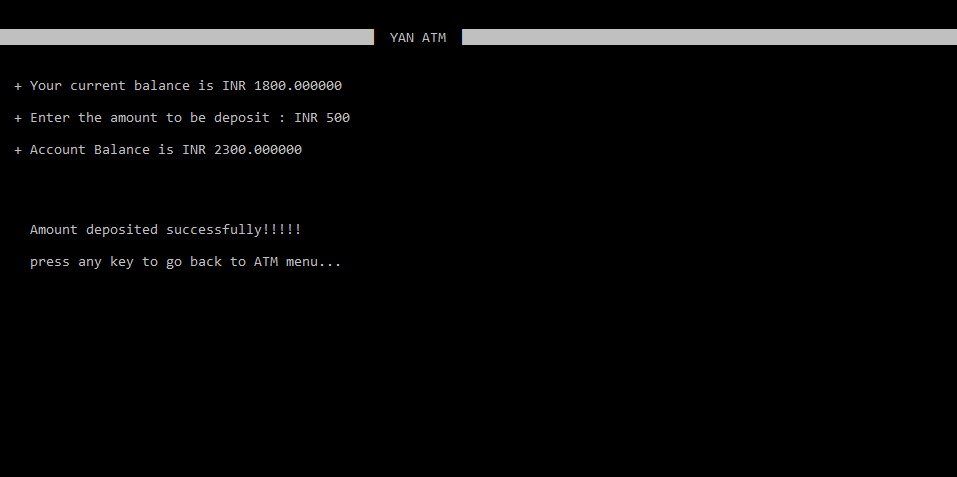 YAN ATM
+ Your current balance is INR 1800.000000
+ Enter the amount to be deposit : INR 500
+ Account Balance is INR 2300.000000
Amount deposited successfully!!!!!
press any key to go back to ATM menu...